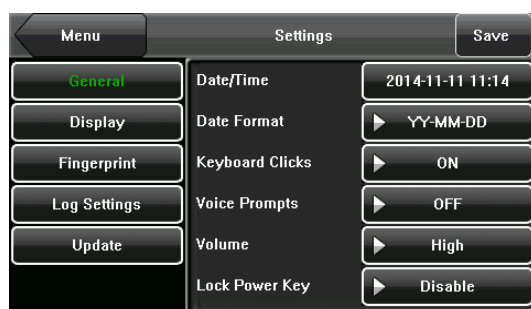 Menu Settings Save
General
Display
Fingerprint
Log Settings
Update
Date/Time 2014-11-11 11:14
Date Format YY-MM-DD
Keyboard Clicks ON
Voice Prompts OFF
Volume High
Lock Power Key Disable